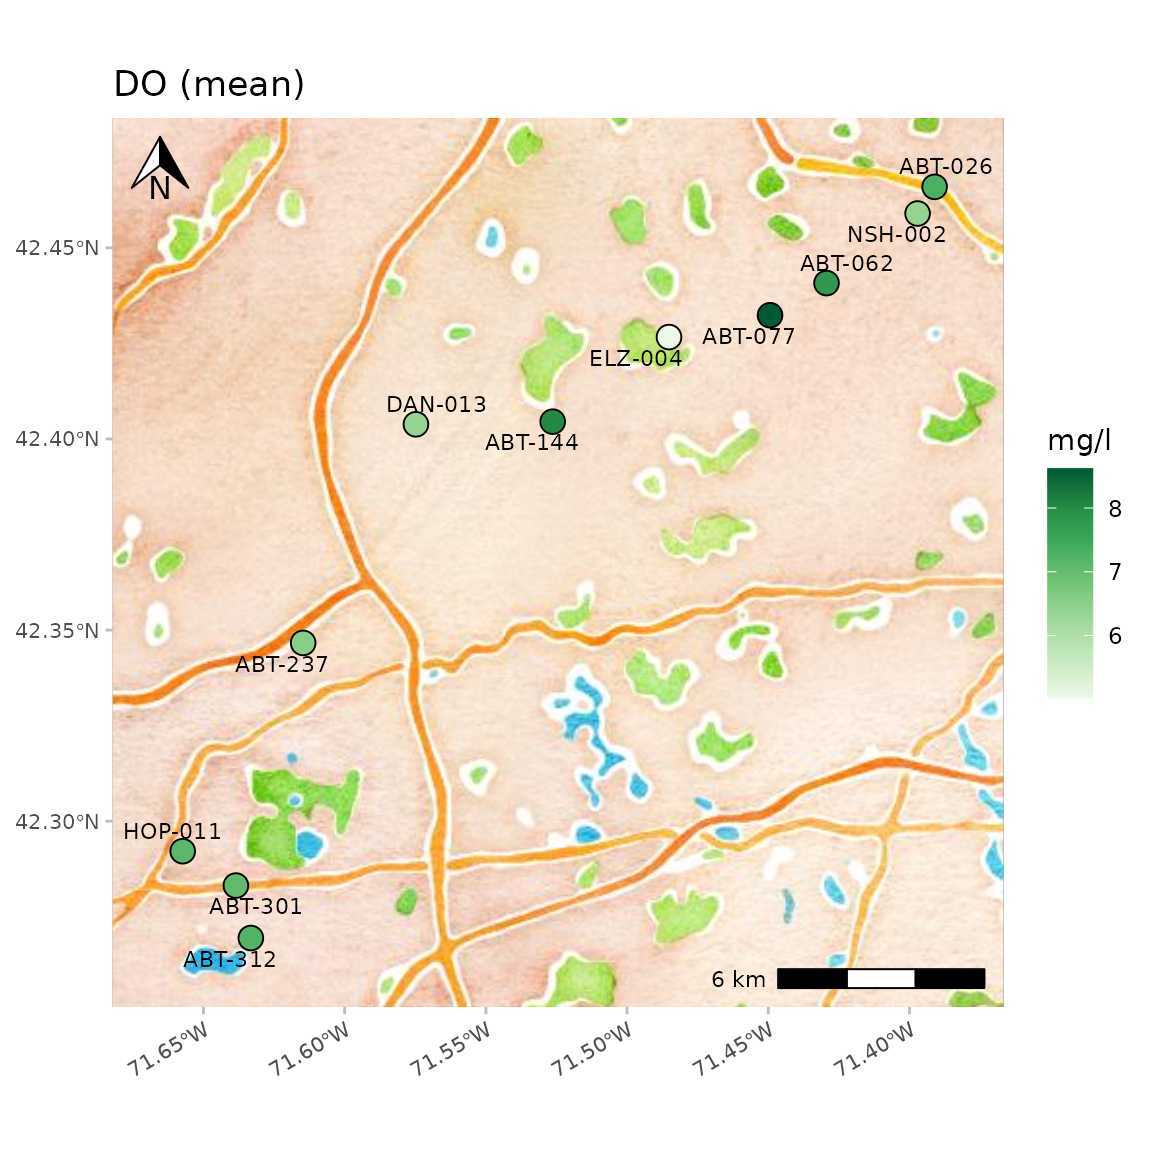 DO (mean)
N
ABT-026
NSH-002
ABT-062
ABT-077
ELZ-004
DAN-013
ABT-144
ABT-237
HOP-011
ABT-301
ABT-312
6 km
42.45°N
42.40°N
42.35°N
42.30°N
71.65°W
71.60°W
71.55°W
71.50°W
71.45°W
71.40°W
mg/l
8
7
6